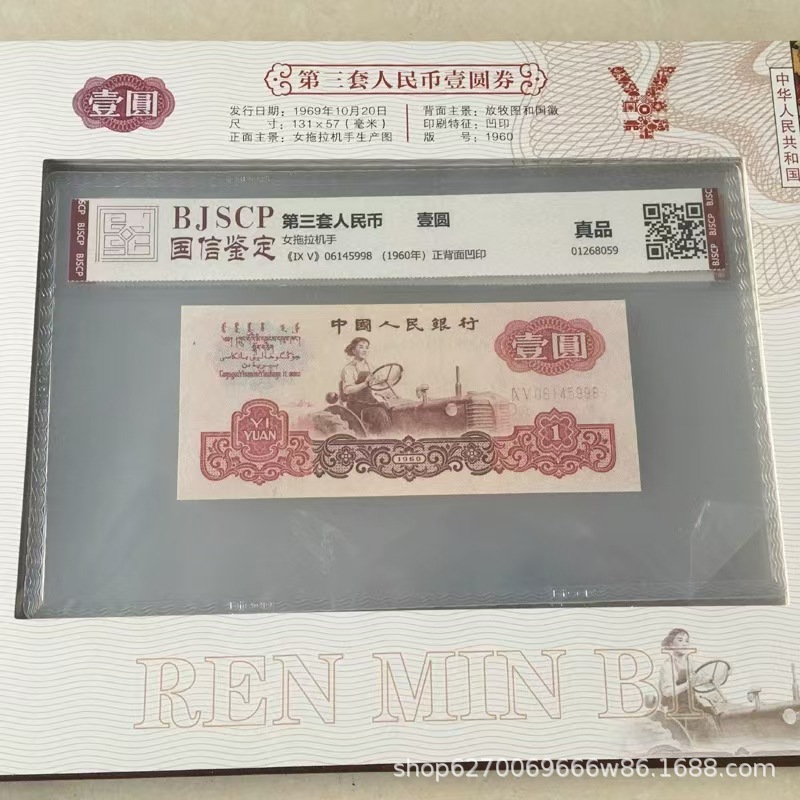 第三套人民币壹圆券
壹圆
发行日期：1969年10月20日
背面主景：放牧图和国徽
尺　寸：131×57（毫米）
印刷特征：凹印
正面主景：女拖拉机手生产图
版　号：1960
中华人民共和国
BJSCP
BJSCP
BJSCP
国信鉴定
第三套人民币　壹圆
女拖拉机手
《IX V》06145998 （1960年）正背面凹印
真品
01268059
BJSCP
BJSCP
中國人民銀行
壹圆
IX V 06145998
YI
YUAN
1960
1
REN MIN BI
shop6270069666w86.1688.com